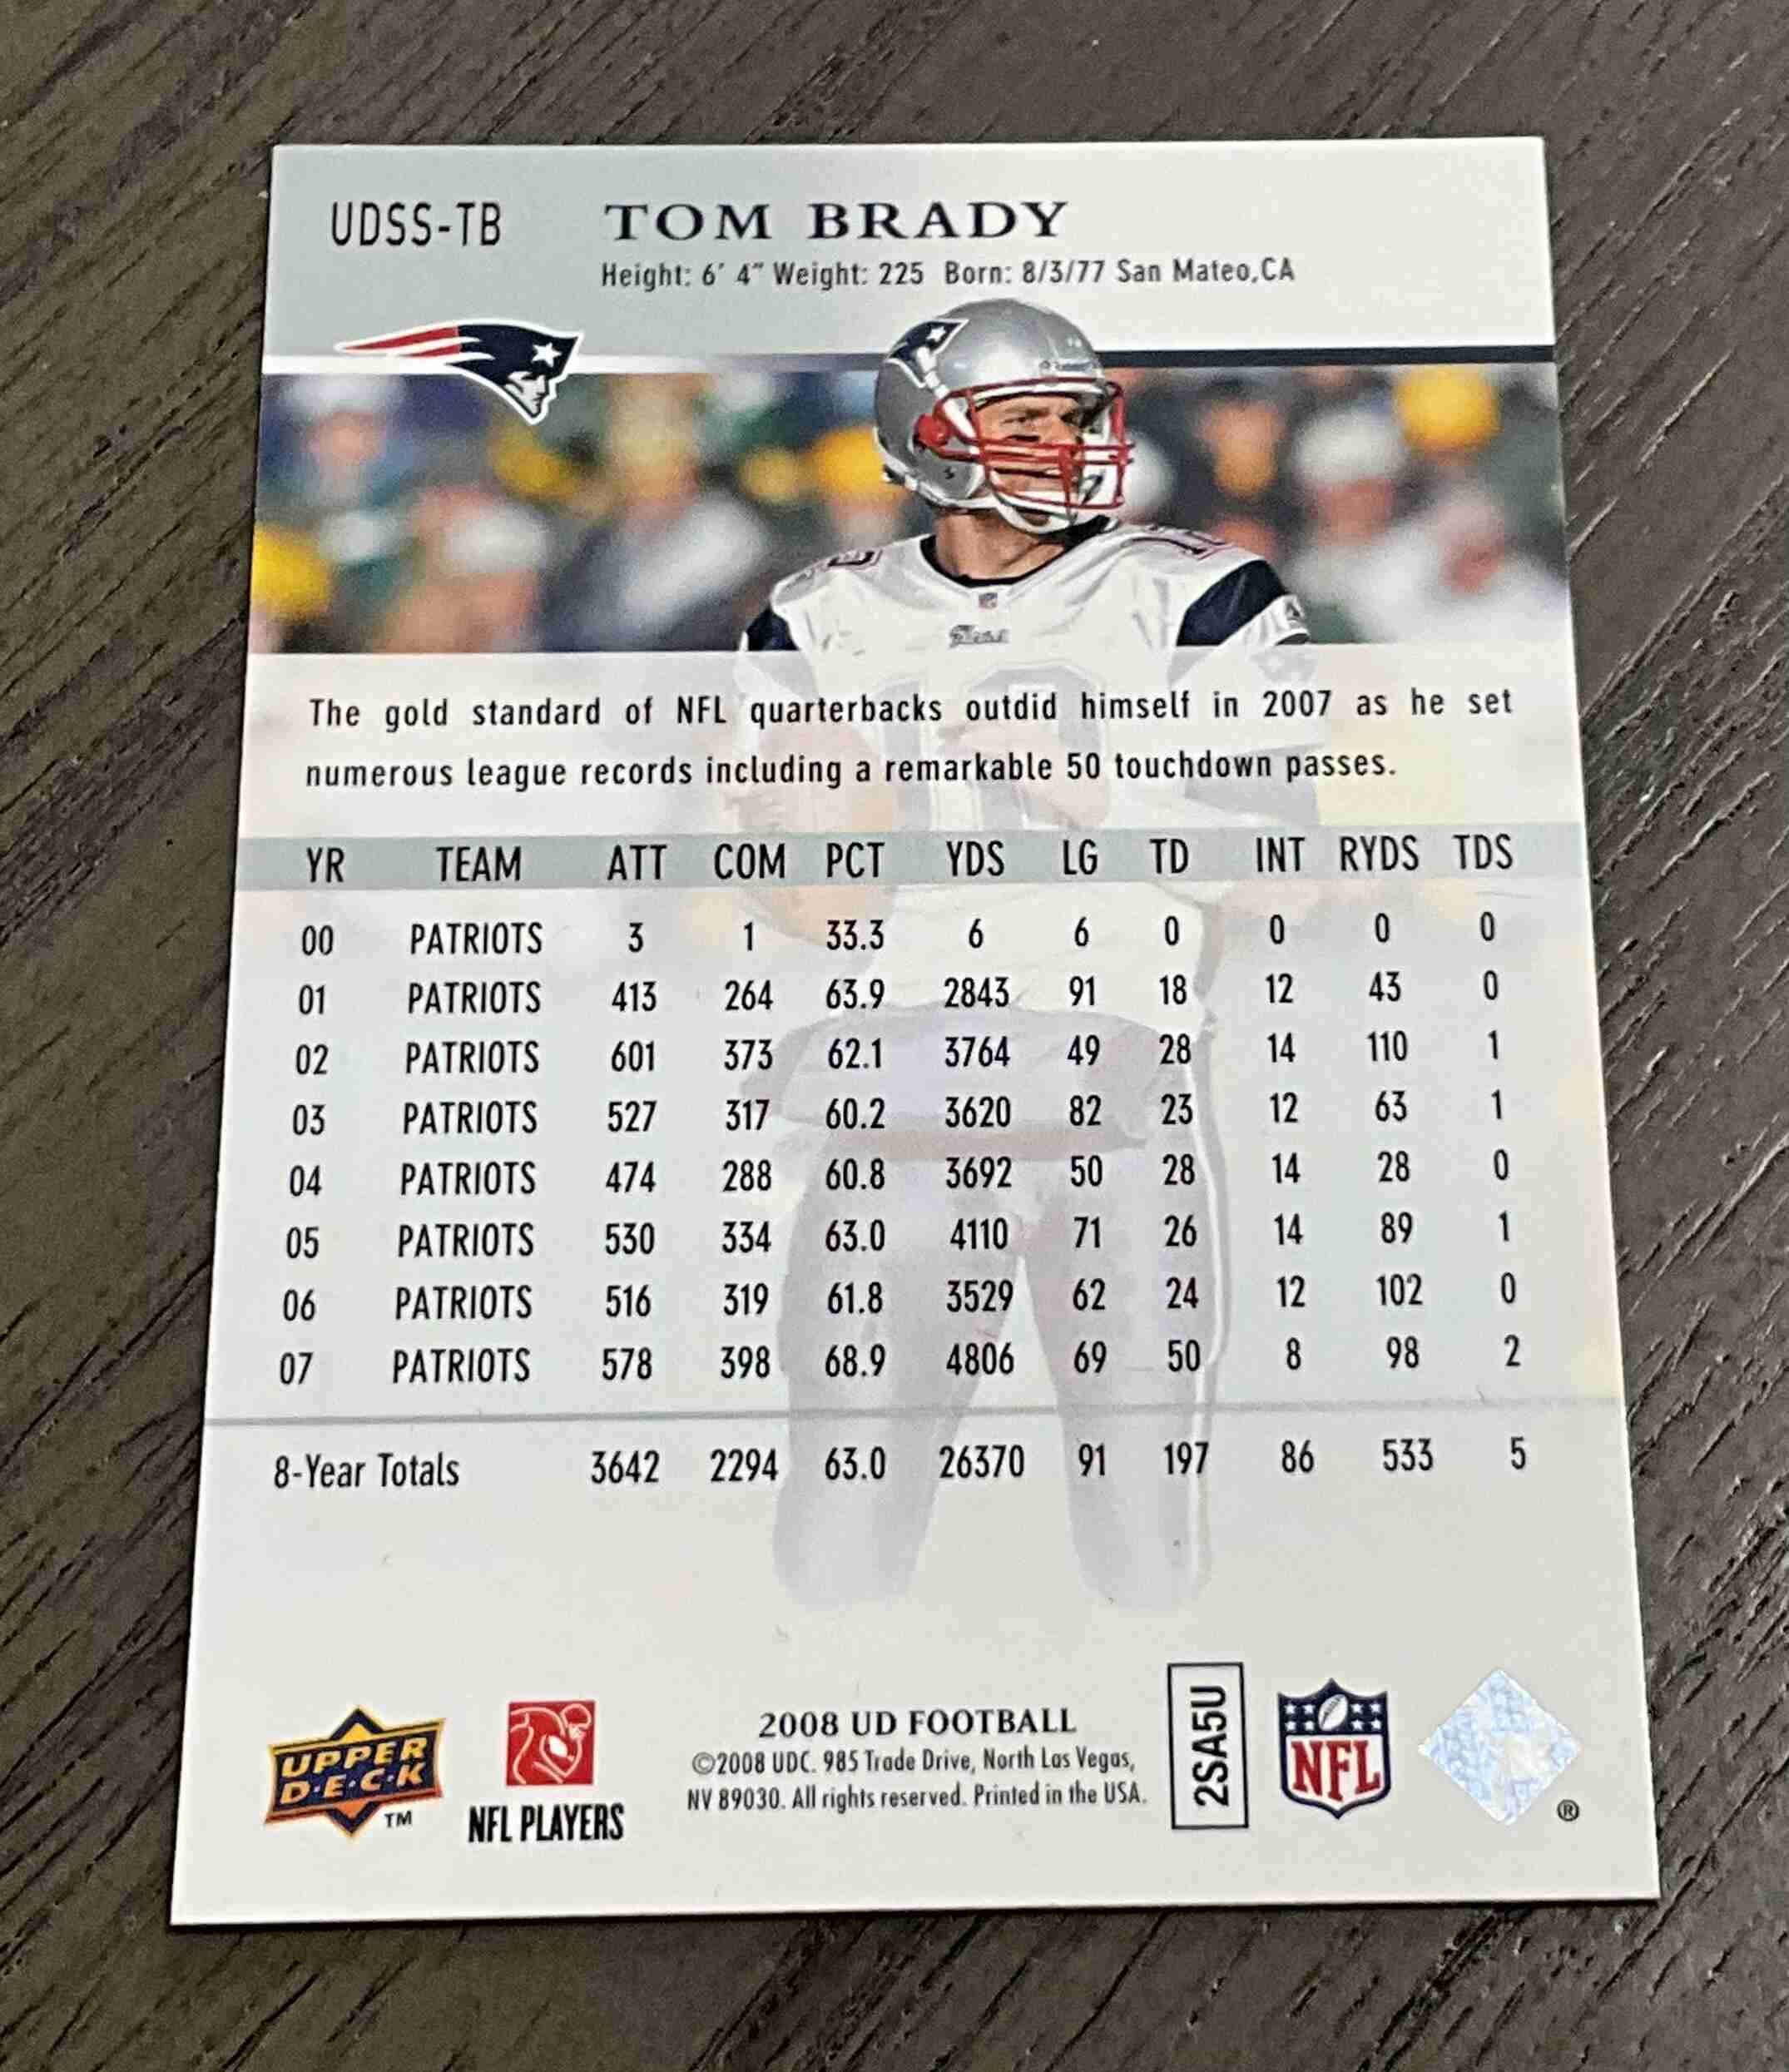 UDSS-TB TOM BRADY
Height: 6' 4" Weight: 225 Born: 8/3/77 San Mateo,CA
The gold standard of NFL quarterbacks outdid himself in 2007 as he set
numerous league records including a remarkable 50 touchdown passes.
YR TEAM ATT COM PCT YDS LG TD INT RYDS TDS
00 PATRIOTS 3 1 33.3 6 6 0 0 0 0
01 PATRIOTS 413 264 63.9 2843 91 18 12 43 0
02 PATRIOTS 601 373 62.1 3764 49 28 14 110 1
03 PATRIOTS 527 317 60.2 3620 82 23 12 63 1
04 PATRIOTS 474 288 60.8 3692 50 28 14 28 0
05 PATRIOTS 530 334 63.0 4110 71 26 14 89 1
06 PATRIOTS 516 319 61.8 3529 62 24 12 102 0
07 PATRIOTS 578 398 68.9 4806 69 50 8 98 2
8-Year Totals 3642 2294 63.0 26370 91 197 86 533 5
UPPER
D·E·C·K
TM
NFL PLAYERS
2008 UD FOOTBALL
©2008 UDC. 985 Trade Drive, North Las Vegas,
NV 89030. All rights reserved. Printed in the USA.
2SA5U
NFL
®